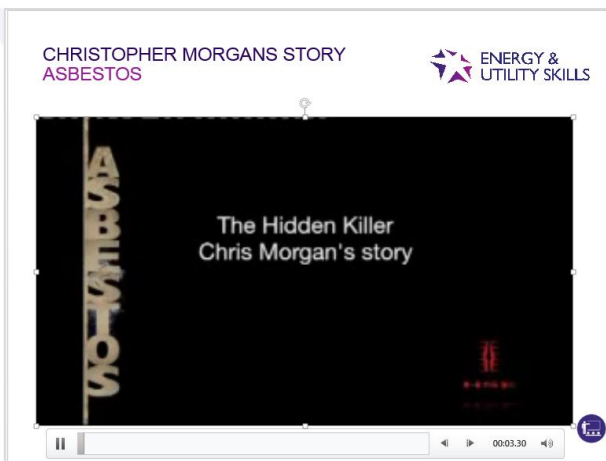 CHRISTOPHER MORGANS STORY
ASBESTOS
ENERGY &
UTILITY SKILLS
ASBESTOS
The Hidden Killer
Chris Morgan's story
00:03.30